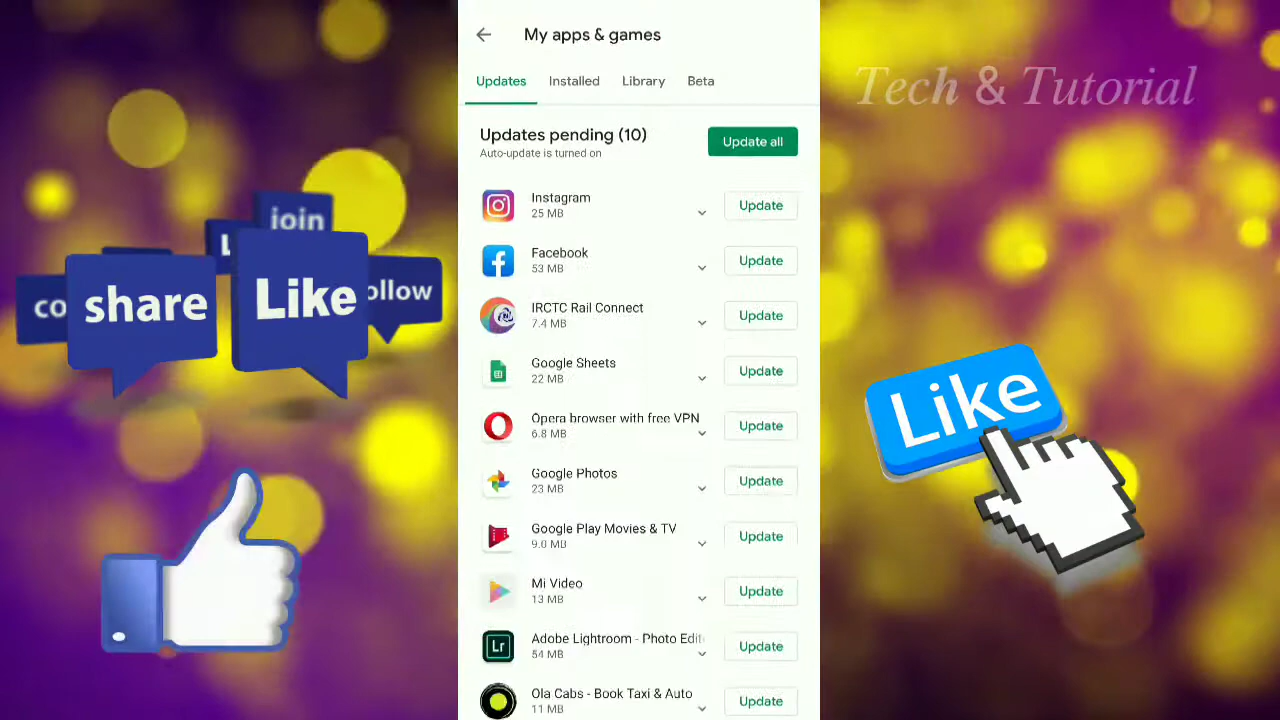 My apps & games
Updates Installed Library Beta
Updates pending (10)
Update all
Auto-update is turned on
Instagram
25 MB
Update
Facebook
53 MB
Update
IRCTC Rail Connect
7.4 MB
Update
Google Sheets
22 MB
Update
Opera browser with free VPN
6.8 MB
Update
Google Photos
23 MB
Update
Google Play Movies & TV
9.0 MB
Update
Mi Video
13 MB
Update
Adobe Lightroom - Photo Edit
54 MB
Update
Ola Cabs - Book Taxi & Auto
11 MB
Update
Lr
join
L
co
share
Like
ollow
Tech & Tutorial
Like